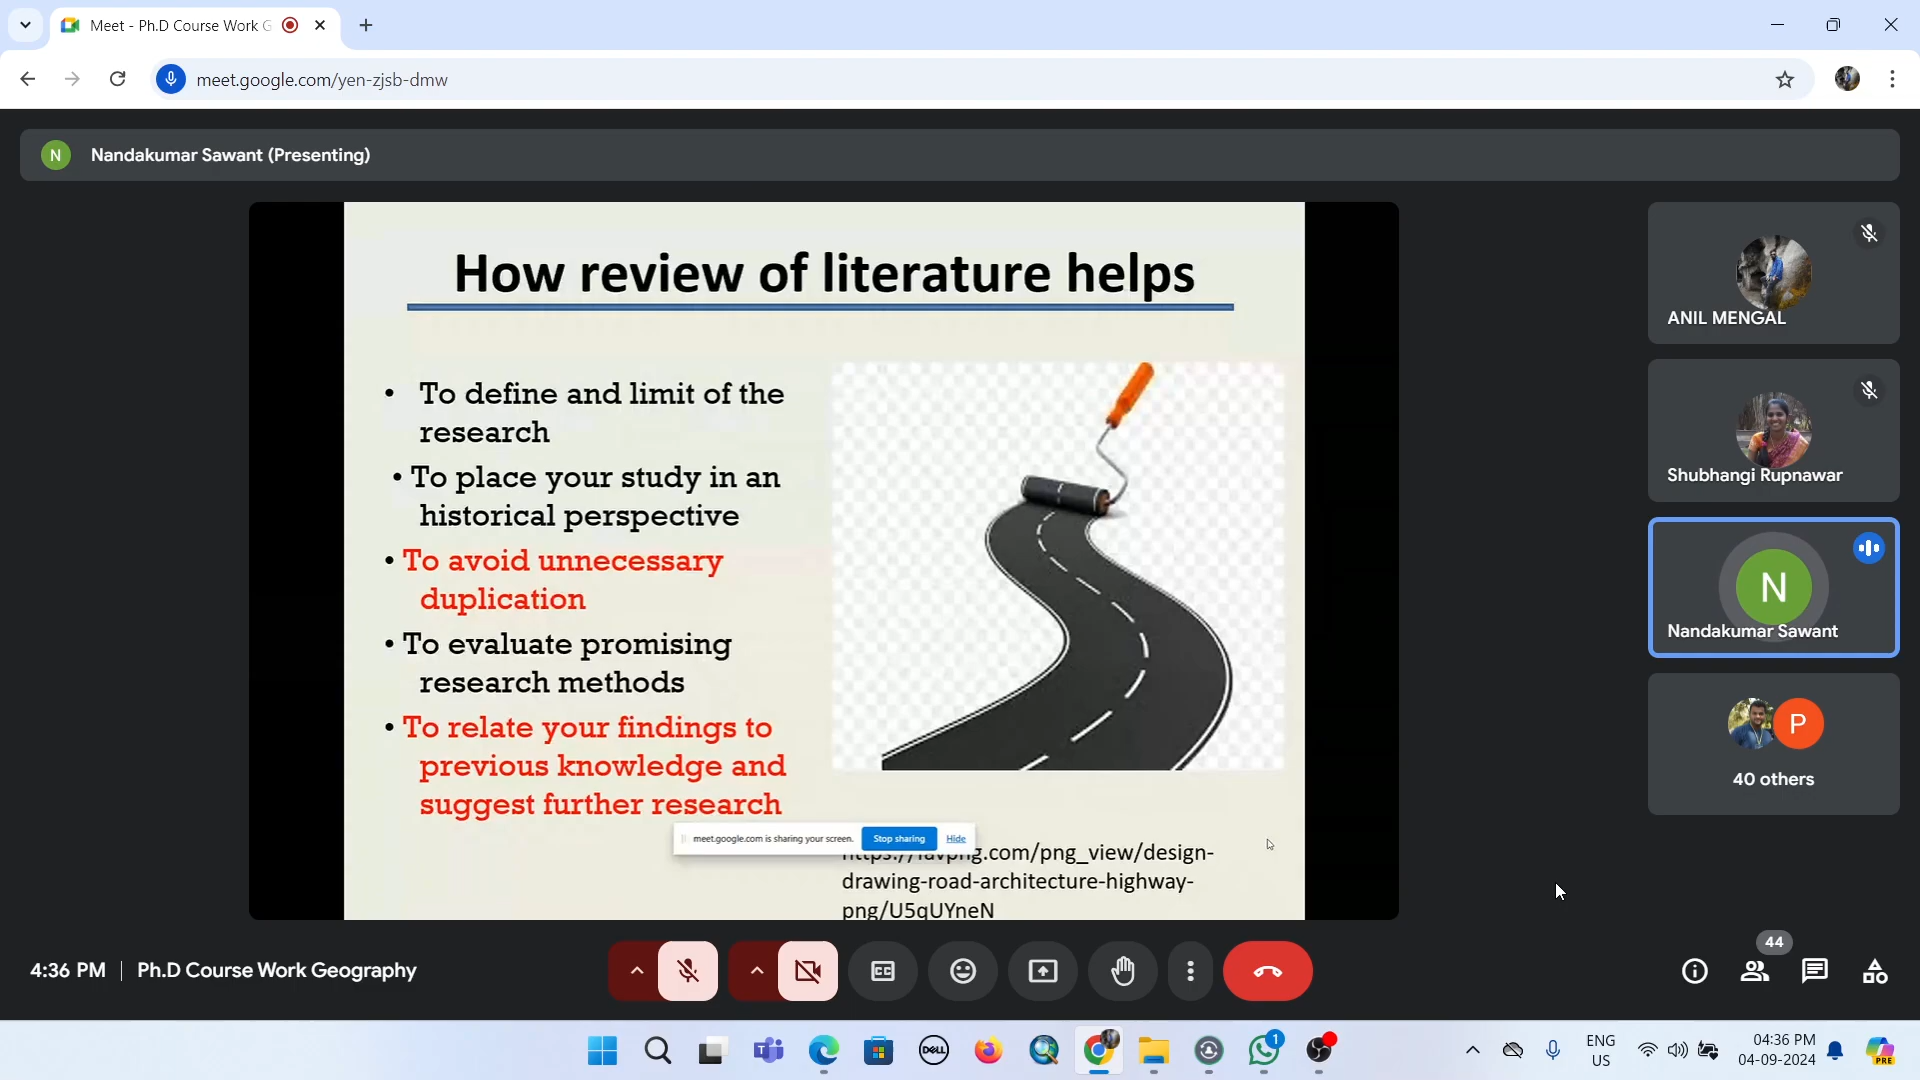 Meet - Ph.D Course Work G
meet.google.com/yen-zjsb-dmw
N
Nandakumar Sawant (Presenting)
How review of literature helps
• To define and limit of the
research
• To place your study in an
historical perspective
• To avoid unnecessary
duplication
• To evaluate promising
research methods
• To relate your findings to
previous knowledge and
suggest further research
meet.google.com is sharing your screen.
Stop sharing
Hide
https://favpng.com/png_view/design-
drawing-road-architecture-highway-
png/U5qUYneN
ANIL MENGAL
Shubhangi Rupnawar
N
Nandakumar Sawant
P
40 others
4:36 PM
Ph.D Course Work Geography
44
DELL
1
ENG
US
04:36 PM
04-09-2024
PRE